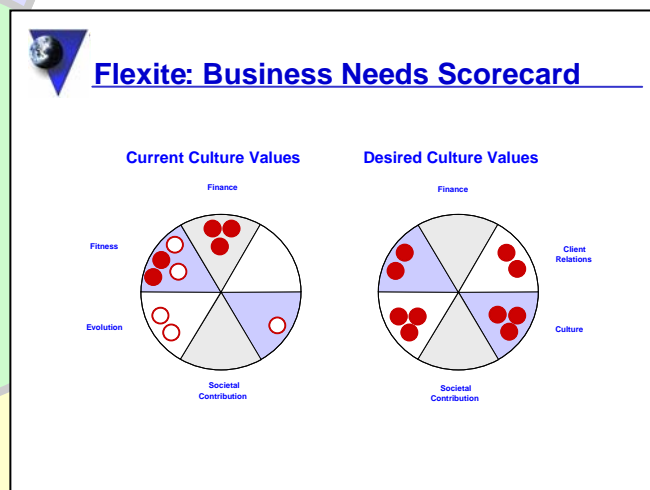 Flexite: Business Needs Scorecard
Current Culture Values
Desired Culture Values
Finance
Finance
Fitness
Client
Relations
Evolution
Culture
Societal
Contribution
Societal
Contribution